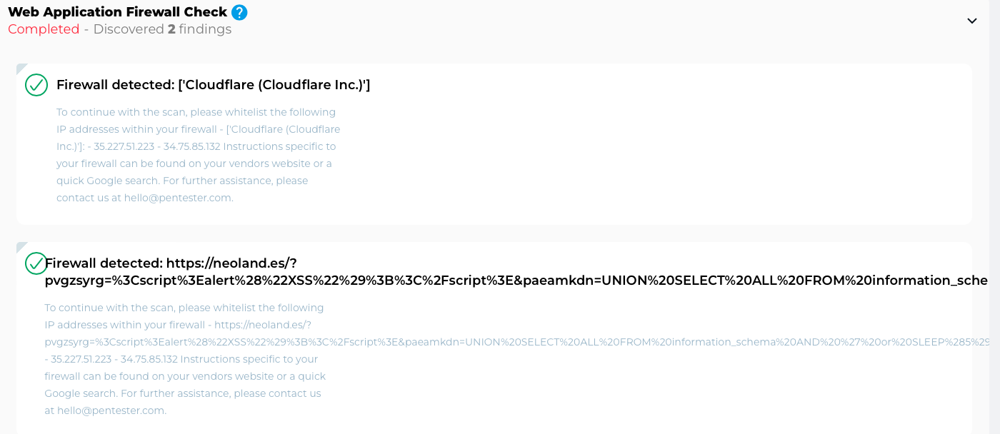 Web Application Firewall Check ?
Completed - Discovered 2 findings
Firewall detected: ['Cloudflare (Cloudflare Inc.)']
To continue with the scan, please whitelist the following
IP addresses within your firewall - ['Cloudflare (Cloudflare
Inc.)']: - 35.227.51.223 - 34.75.85.132 Instructions specific to
your firewall can be found on your vendors website or a
quick Google search. For further assistance, please
contact us at hello@pentester.com.
Firewall detected: https://neoland.es/?
pvgzsyrg=%3Cscript%3Ealert%28%22XSS%22%29%3B%3C%2Fscript%3E&paeamkdn=UNION%20SELECT%20ALL%20FROM%20information_sche
To continue with the scan, please whitelist the following
IP addresses within your firewall - https://neoland.es/?
pvgzsyrg=%3Cscript%3Ealert%28%22XSS%22%29%3B%3C%2Fscript%3E&paeamkdn=UNION%20SELECT%20ALL%20FROM%20information_schema%20AND%20%27%20or%20SLEEP%285%29
- 35.227.51.223 - 34.75.85.132 Instructions specific to your
firewall can be found on your vendors website or a quick
Google search. For further assistance, please contact us
at hello@pentester.com.